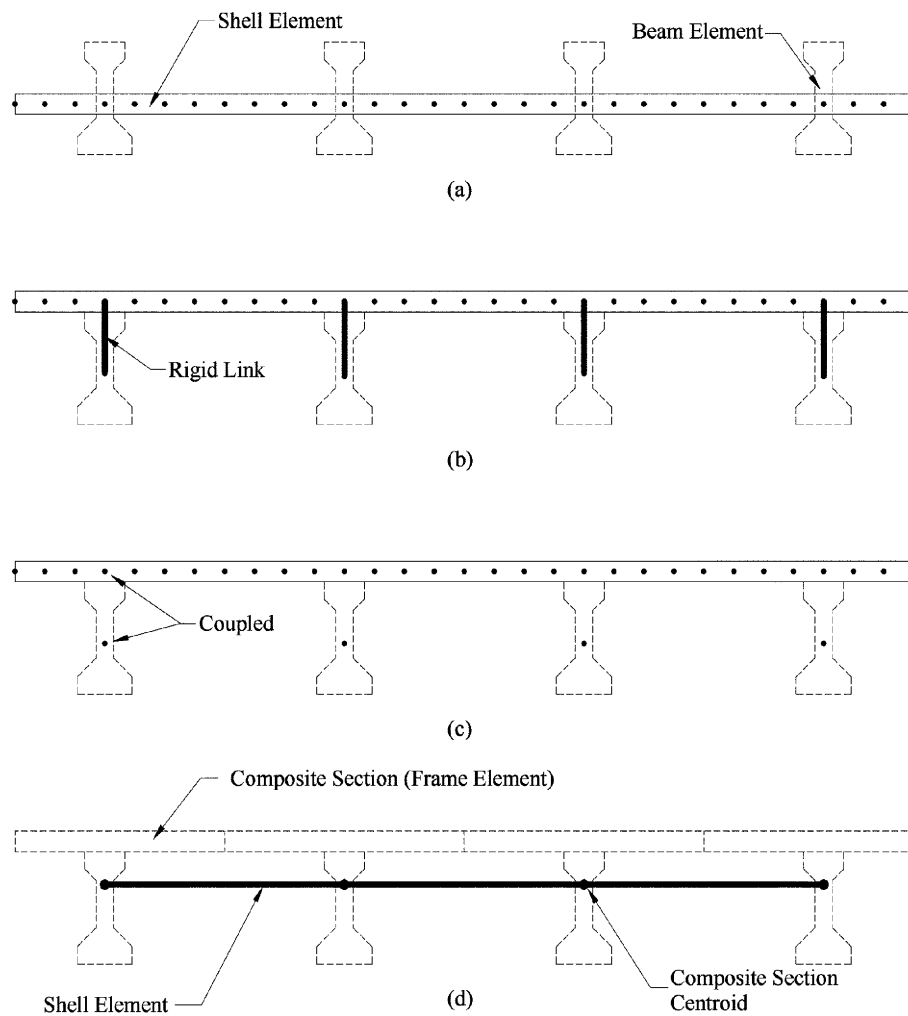 Shell Element
Beam Element
(a)
Rigid Link
(b)
Coupled
(c)
Composite Section (Frame Element)
Shell Element
(d)
Composite Section
Centroid